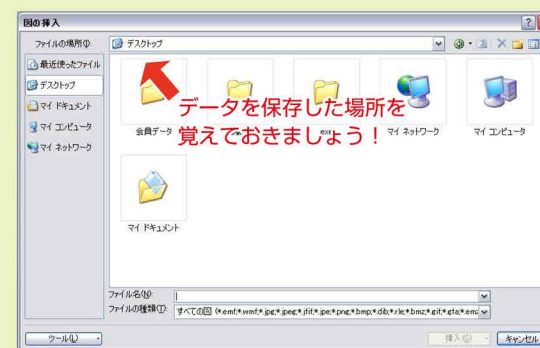 図の挿入
ファイルの場所(I):
デスクトップ
最近使ったファイル
デスクトップ
マイ ドキュメント
マイ コンピュータ
マイ ネットワーク
会員データ
マイ ネットワーク
マイ コンピュータ
データを保存した場所を
覚えておきましょう！
マイ ドキュメント
ファイル名(N):
ファイルの種類(T):
すべての図 (*.emf;*.wmf;*.jpg;*.jpeg;*.jfif;*.jpe;*.png;*.bmp;*.dib;*.rle;*.bmz;*.gif;*.gfa;*.emz
ツール(L)
挿入(S)
キャンセル